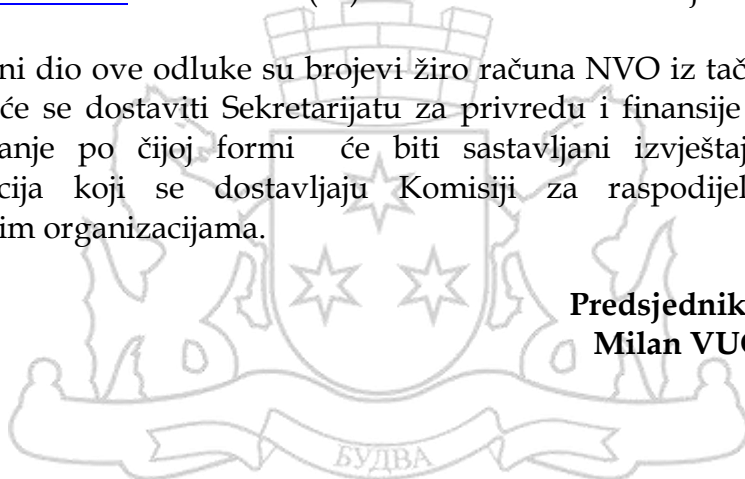 ni dio ove odluke su brojevi žiro računa NVO iz tač
će se dostaviti Sekretarijatu za privredu i finansije
anje po čijoj formi će biti sastavljani izvještaj
cija koji se dostavljaju Komisiji za raspodijel
im organizacijama.
Predsjednik
Milan VU
БУДВА